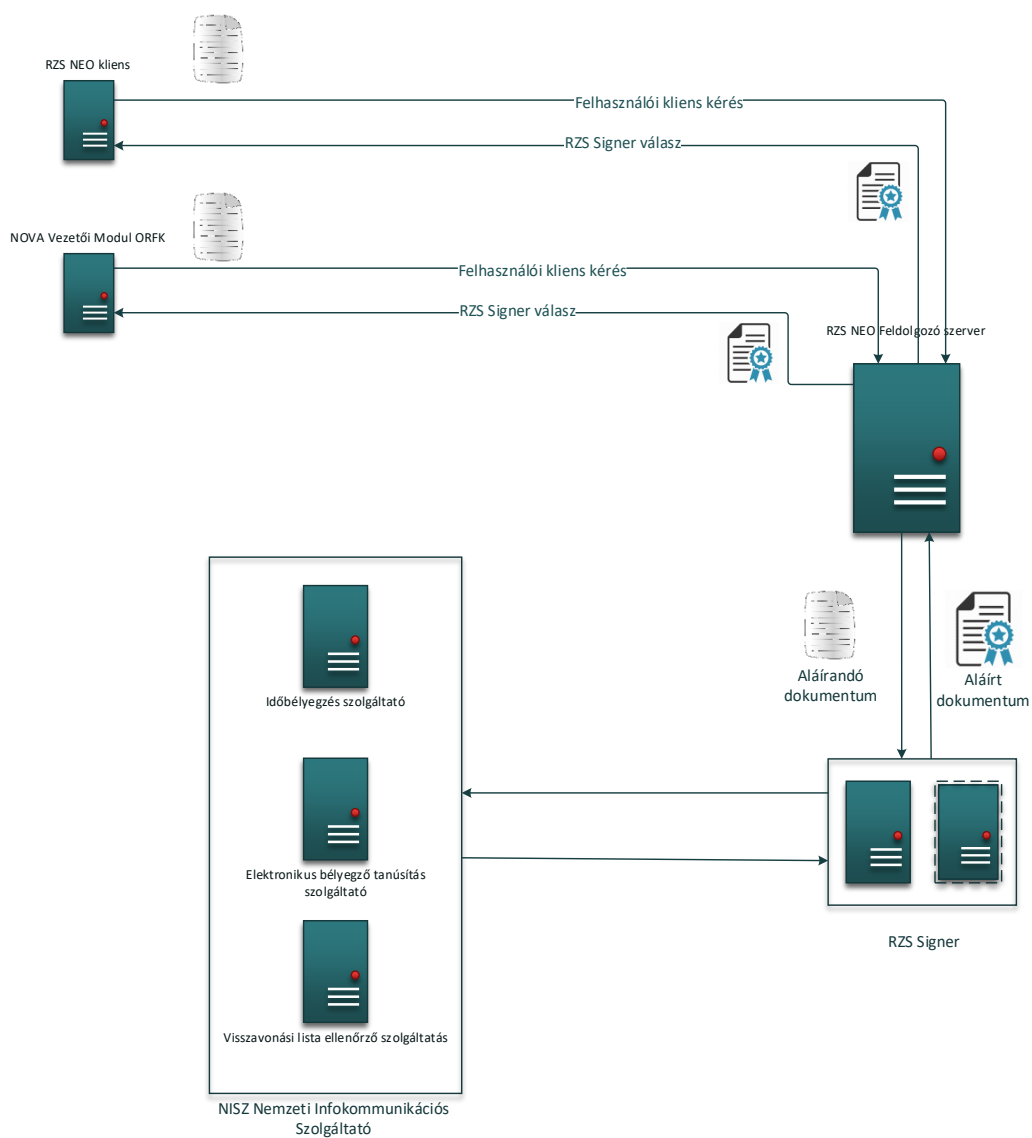 RZS NEO kliens
Felhasználói kliens kérés
RZS Signer válasz
NOVA Vezetői Modul ORFK
Felhasználói kliens kérés
RZS Signer válasz
RZS NEO Feldolgozó szerver
Aláírandó
dokumentum
Aláírt
dokumentum
Időbélyegzés szolgáltató
Elektronikus bélyegző tanúsítás
szolgáltató
Visszavonási lista ellenőrző szolgáltatás
RZS Signer
NISZ Nemzeti Infokommunikációs
Szolgáltató